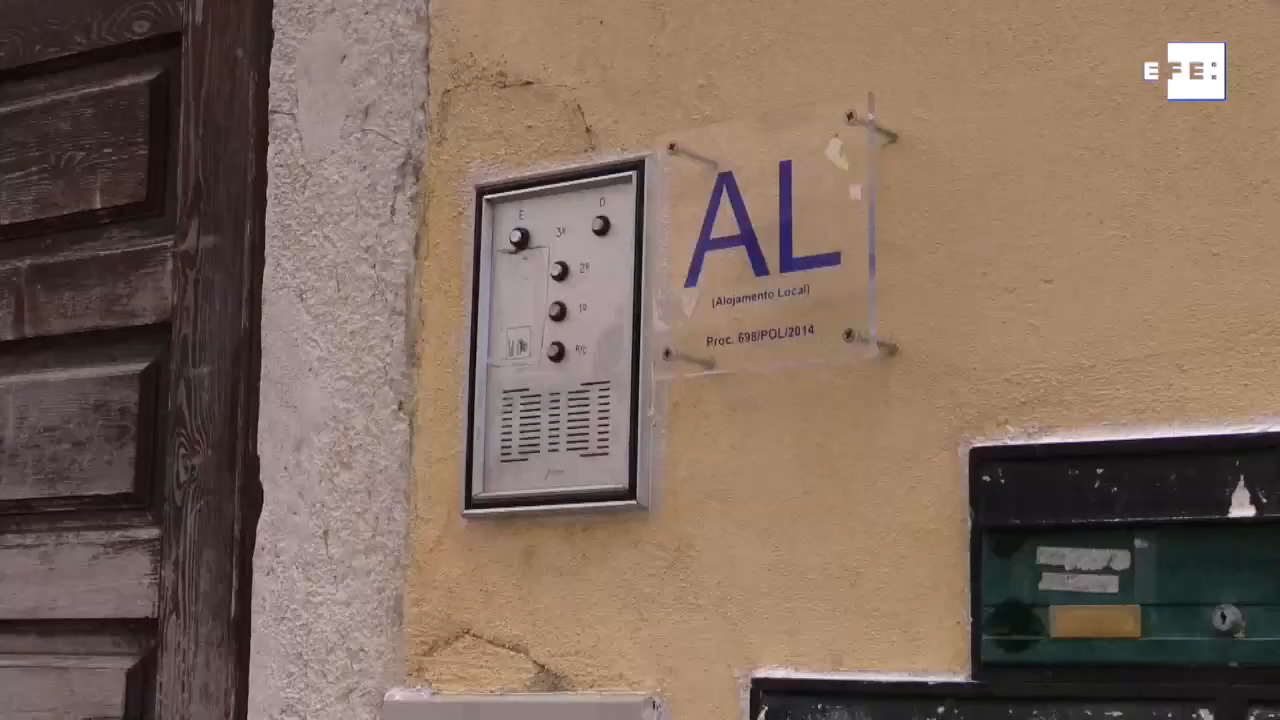 EFE:
E
D
3º
2º
1º
R/C
AL
(Alojamento Local)
Proc. 698/POL/2014